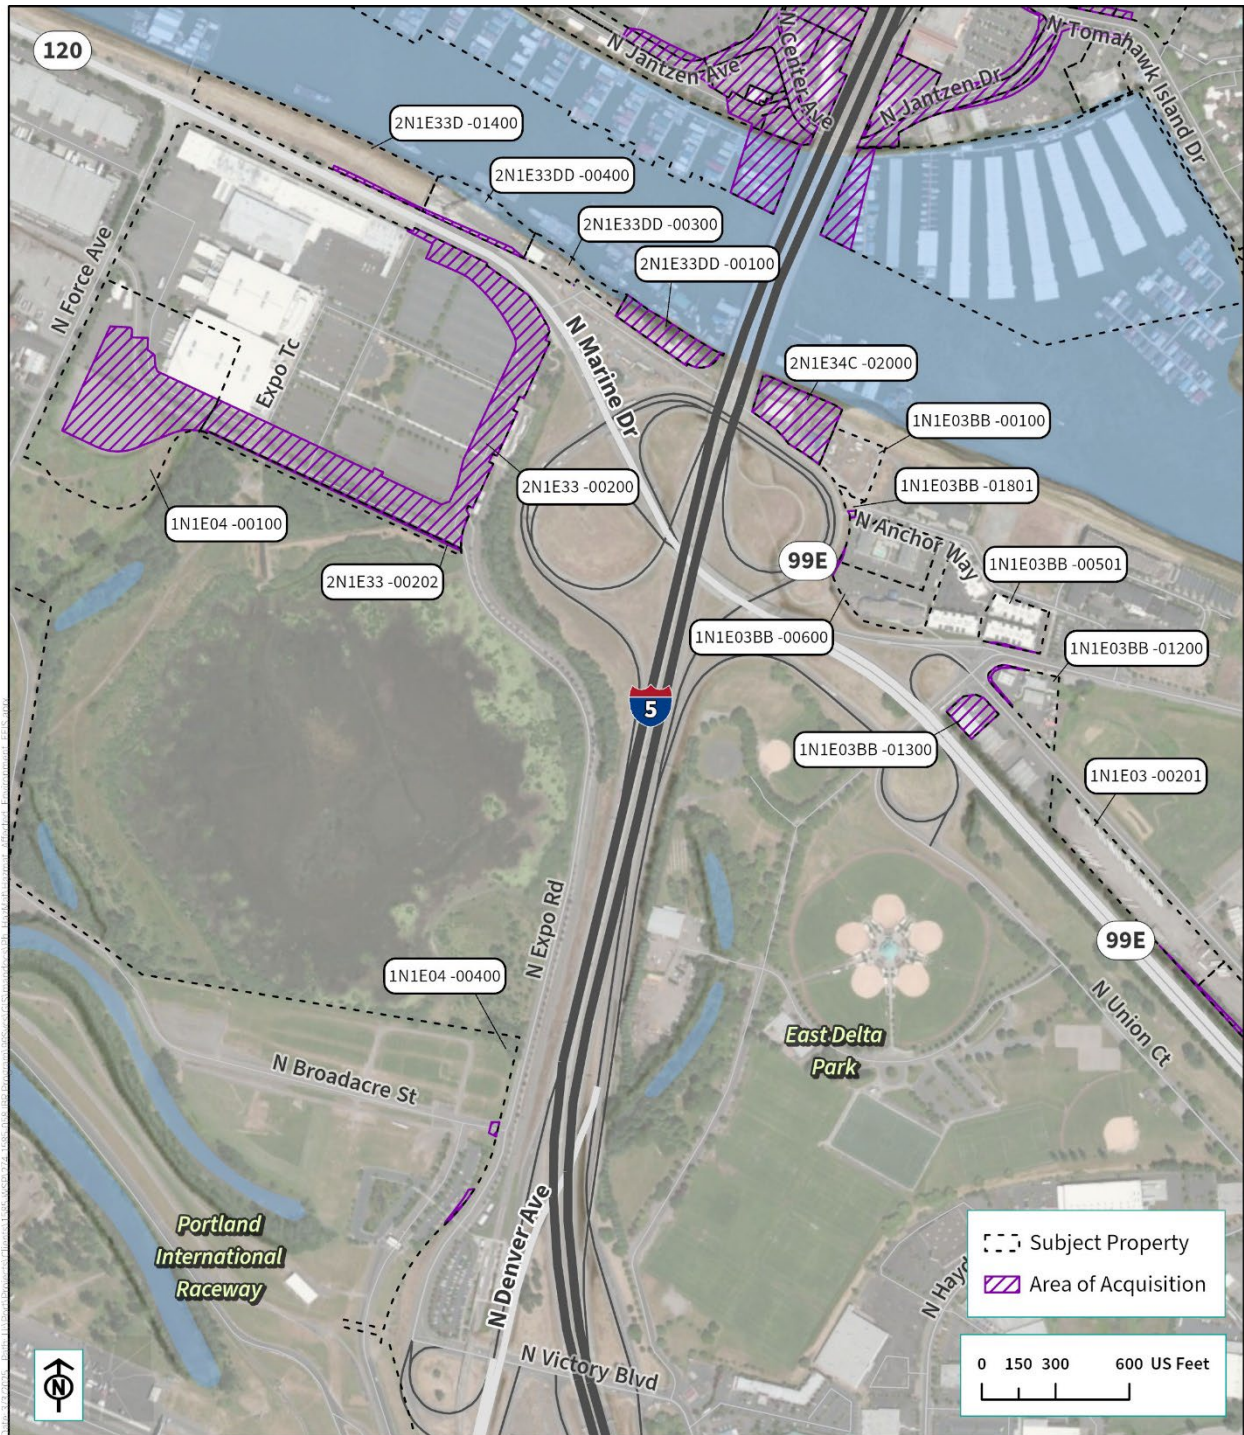 120
N Jantzen Ave
N Center Ave
N Jantzen Dr
N Tomahawk Island Dr
2N1E33D -01400
2N1E33DD -00400
2N1E33DD -00300
2N1E33DD -00100
N Force Ave
Expo Tc
N Marine Dr
2N1E34C -02000
1N1E03BB -00100
1N1E03BB -01801
2N1E33 -00200
1N1E04 -00100
N Anchor Way
99E
1N1E03BB -00501
2N1E33 -00202
1N1E03BB -00600
1N1E03BB -01200
5
1N1E03BB -01300
1N1E03 -00201
N Expo Rd
99E
1N1E04 -00400
N Union Ct
East Delta
Park
N Broadacre St
Portland
International
Raceway
N Denver Ave
N Victory Blvd
N Hayd
Subject Property
Area of Acquisition
0 150 300 600 US Feet
N